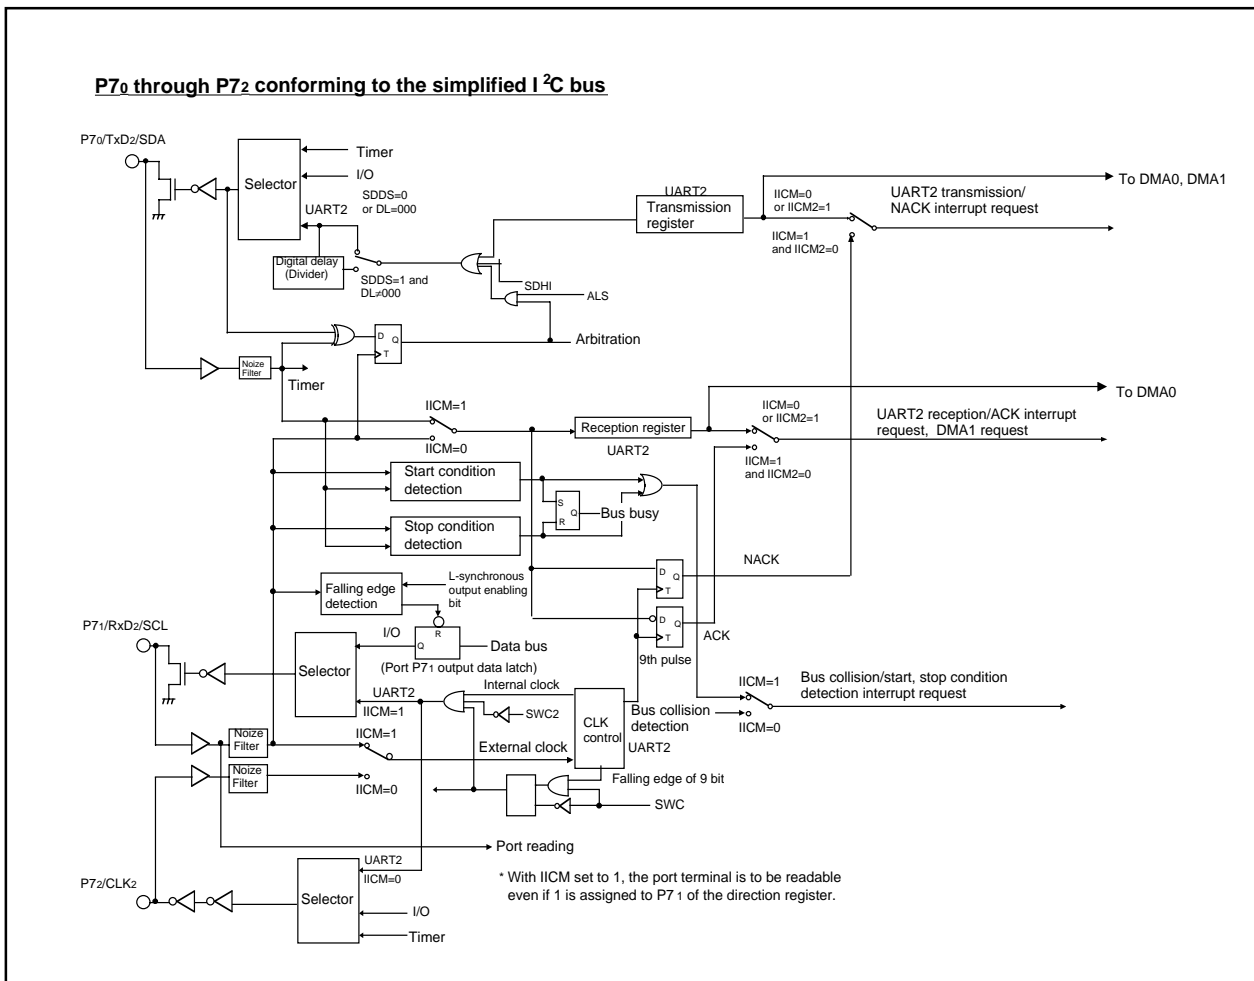 P70 through P72 conforming to the simplified I 2C bus
P70/TxD2/SDA
Selector
Timer
I/O
SDDS=0
or DL=000
UART2
Digital delay
(Divider)
SDDS=1 and
DL≠000
UART2
Transmission
register
SDHI
ALS
IICM=0
or IICM2=1
IICM=1
and IICM2=0
UART2 transmission/
NACK interrupt request
To DMA0, DMA1
D
Q
T
Arbitration
Noize
Filter
Timer
IICM=1
IICM=0
Reception register
UART2
IICM=0
or IICM2=1
IICM=1
and IICM2=0
To DMA0
UART2 reception/ACK interrupt
request, DMA1 request
Start condition
detection
Stop condition
detection
S
Q
R
Bus busy
NACK
D
Q
T
D
Q
T
ACK
9th pulse
Falling edge
detection
L-synchronous
output enabling
bit
P71/RxD2/SCL
Selector
I/O
R
Q
Data bus
(Port P71 output data latch)
UART2
IICM=1
Internal clock
SWC2
CLK
control
UART2
Bus collision
detection
IICM=1
IICM=0
Bus collision/start, stop condition
detection interrupt request
Noize
Filter
IICM=1
External clock
Noize
Filter
IICM=0
Falling edge of 9 bit
SWC
Port reading
P72/CLK2
Selector
UART2
IICM=0
I/O
Timer
* With IICM set to 1, the port terminal is to be readable
even if 1 is assigned to P71 of the direction register.